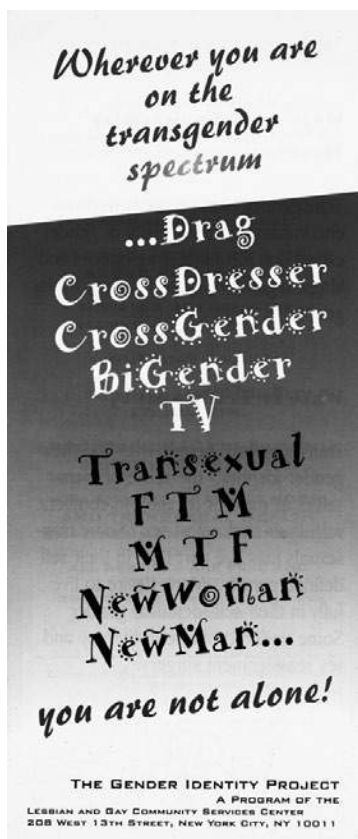 Wherever you are
on the
transgender
spectrum
...Drag
CrossDresser
CrossGender
BiGender
TV
Transexual
FTM
MTF
NewWoman
NewMan...
you are not alone!
THE GENDER IDENTITY PROJECT
A PROGRAM OF THE
LESBIAN AND GAY COMMUNITY SERVICES CENTER
208 WEST 13TH STREET, NEW YORK CITY, NY 10011